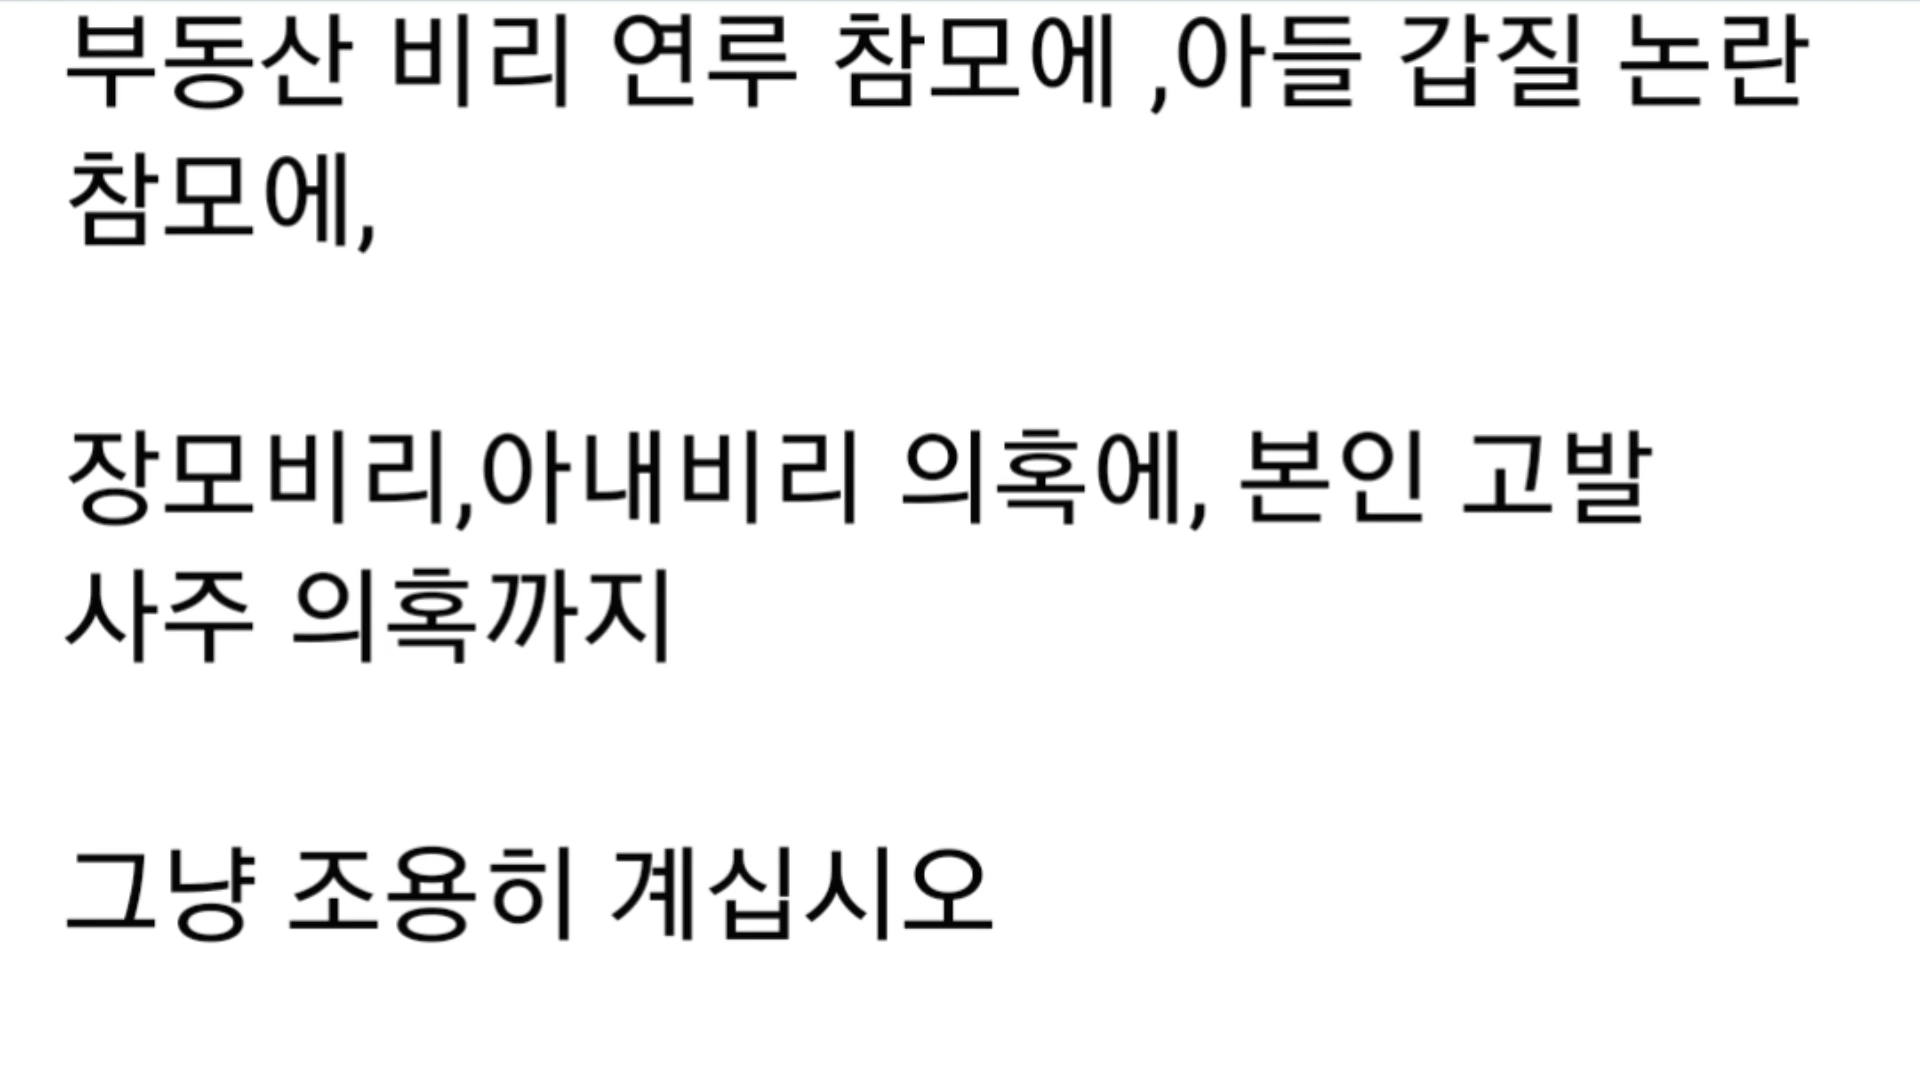 부동산 비리 연루 참모에 ,아들 갑질 논란
참모에,
장모비리,아내비리 의혹에, 본인 고발
사주 의혹까지
그냥 조용히 계십시오